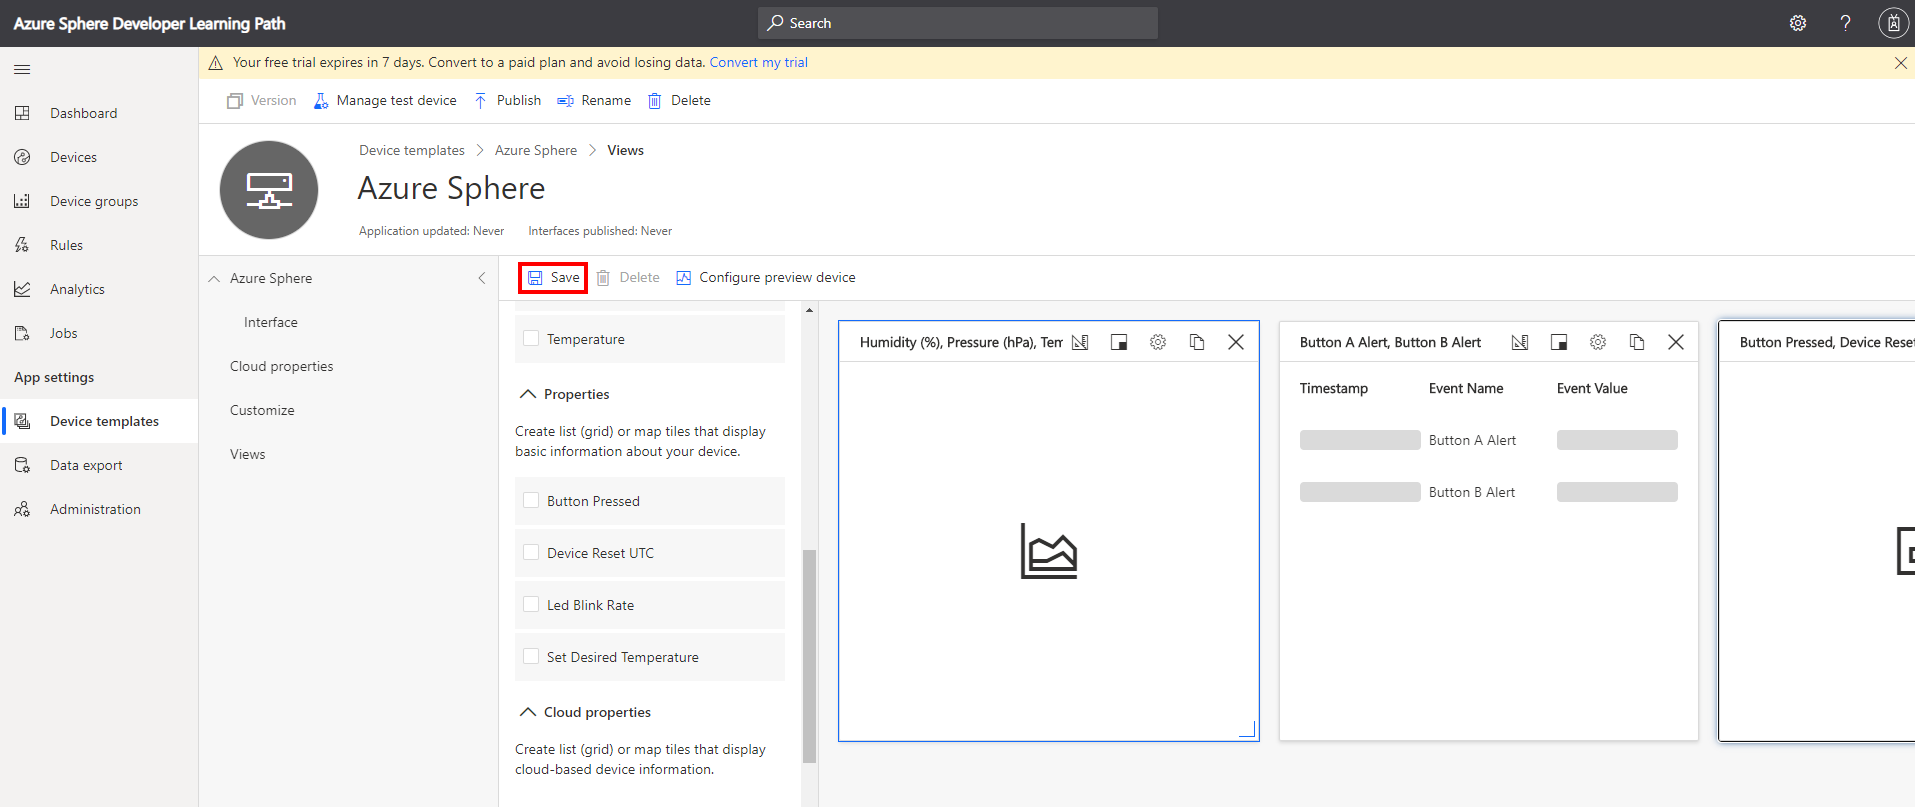 Azure Sphere Developer Learning Path
Search
?
Your free trial expires in 7 days. Convert to a paid plan and avoid losing data. Convert my trial
Version
Manage test device
Publish
Rename
Delete
Dashboard
Devices
Device groups
Rules
Analytics
Jobs
App settings
Device templates
Data export
Administration
Device templates > Azure Sphere > Views
Azure Sphere
Application updated: Never
Interfaces published: Never
Azure Sphere
Interface
Cloud properties
Customize
Views
Save
Delete
Configure preview device
Temperature
Properties
Create list (grid) or map tiles that display
basic information about your device.
Button Pressed
Device Reset UTC
Led Blink Rate
Set Desired Temperature
Cloud properties
Create list (grid) or map tiles that display
cloud-based device information.
Humidity (%), Pressure (hPa), Tem
Button A Alert, Button B Alert
Timestamp
Event Name
Event Value
Button A Alert
Button B Alert
Button Pressed, Device Reset